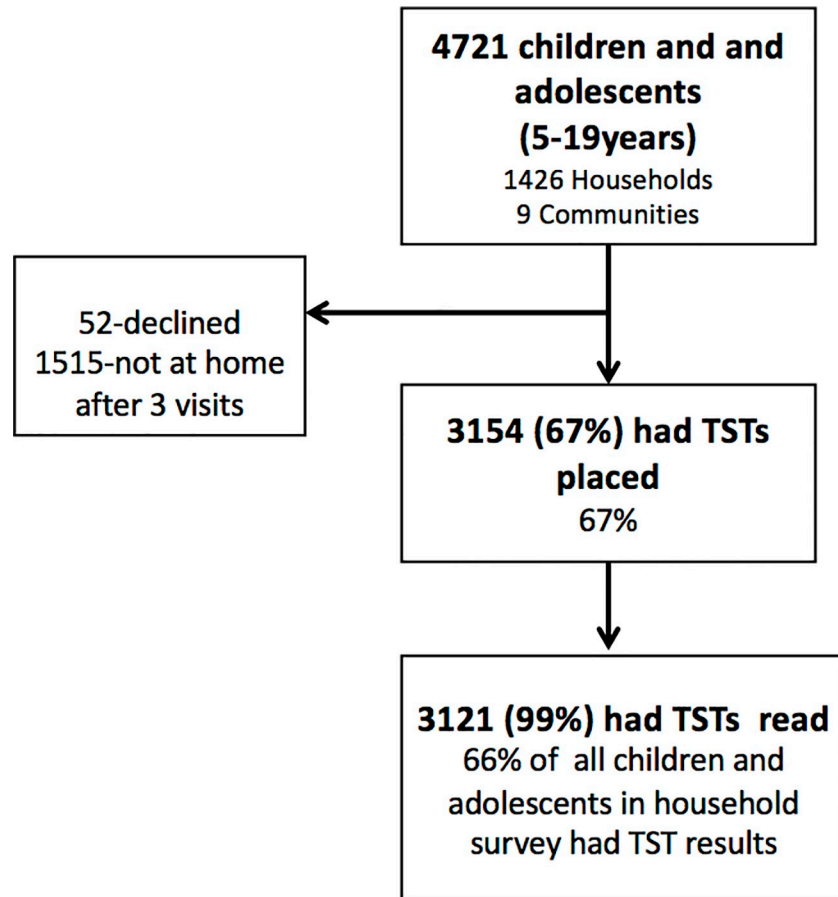 4721 children and and
adolescents
(5-19years)
1426 Households
9 Communities
52-declined
1515-not at home
after 3 visits
3154 (67%) had TSTs
placed
67%
3121 (99%) had TSTs read
66% of all children and
adolescents in household
survey had TST results